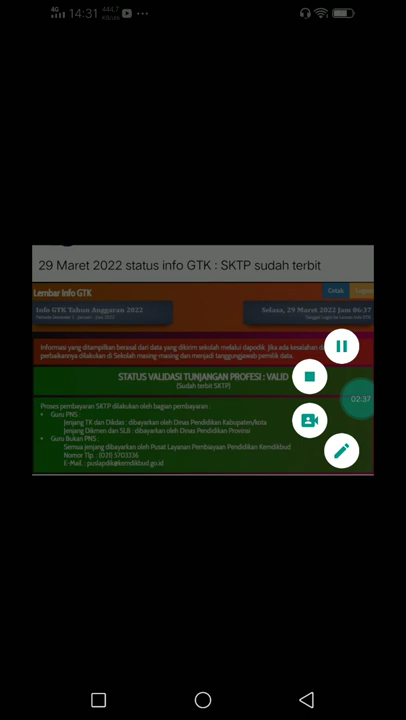 4G 14:31 444,7
KB/s
29 Maret 2022 status info GTK : SKTP sudah terbit
Lembar Info GTK
Cetak
Info GTK Tahun Anggaran 2022
Selasa, 29 Maret 2022 Jam 06:37
Informasi yang ditampilkan berasal dari data yang dikirim sekolah melalui dapodik. Jika ada kesalahan
perbaikannya dilakukan di Sekolah masing-masing dan menjadi tanggungjawab pemilik data.
STATUS VALIDASI TUNJANGAN PROFESI : VALID
(Sudah terbit SKTP)
02:37
Proses pembayaran SKTP dilakukan oleh bagian pembayaran :
Guru PNS :
Jenjang TK dan Dikdas : dibayarkan oleh Dinas Pendidikan Kabupaten/kota
Jenjang Dikmen dan SLB : dibayarkan oleh Dinas Pendidikan Provinsi
Guru Bukan PNS :
Semua jenjang dibayarkan oleh Pusat Layanan Pembiayaan Pendidikan Kemdikbud
Nomor Tlp. : (021) 5703336
E-Mail. : puslapdik@kemdikbud.go.id